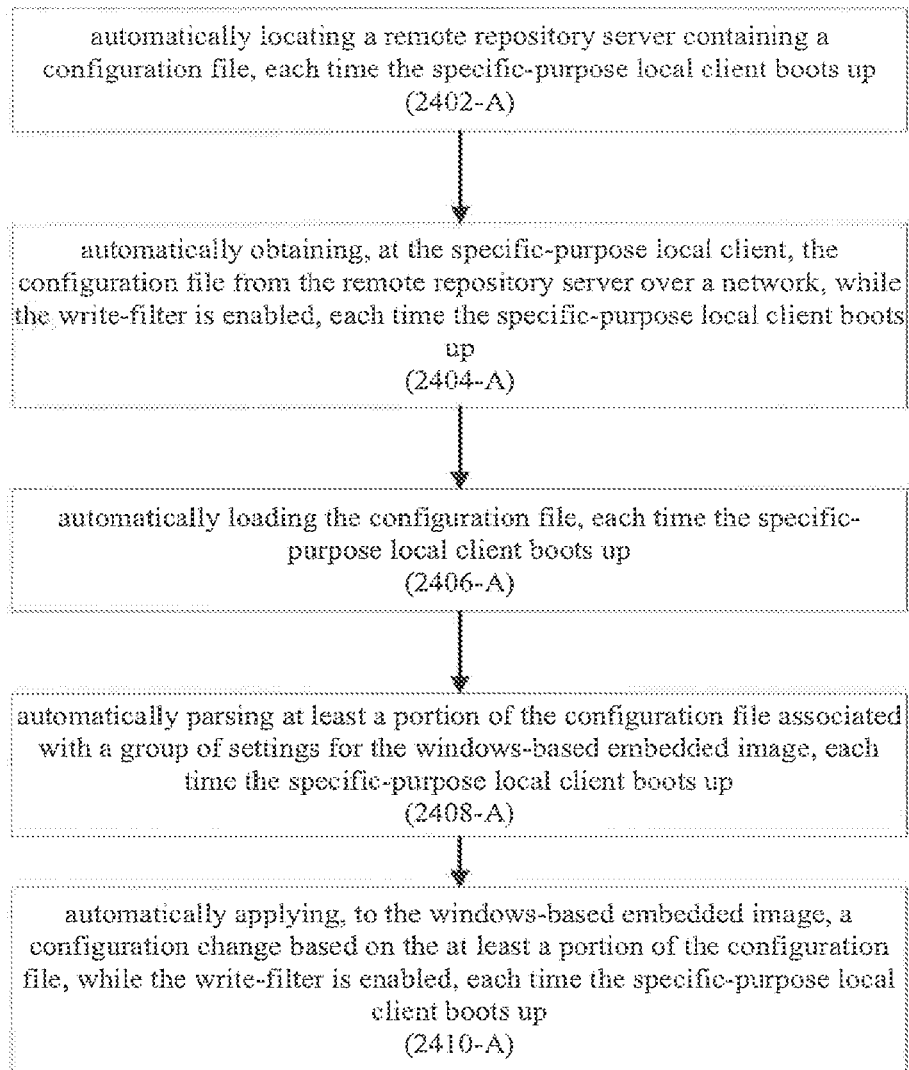 automatically locating a remote repository server containing a
configuration file, each time the specific-purpose local client boots up
(2402-A)
automatically obtaining, at the specific-purpose local client, the
configuration file from the remote repository server over a network, while
the write-filter is enabled, each time the specific-purpose local client boots
up
(2404-A)
automatically loading the configuration file, each time the specific-
purpose local client boots up
(2406-A)
automatically parsing at least a portion of the configuration file associated
with a group of settings for the windows-based embedded image, each
time the specific-purpose local client boots up
(2408-A)
automatically applying, to the windows-based embedded image, a
configuration change based on the at least a portion of the configuration
file, while the write-filter is enabled, each time the specific-purpose local
client boots up
(2410-A)